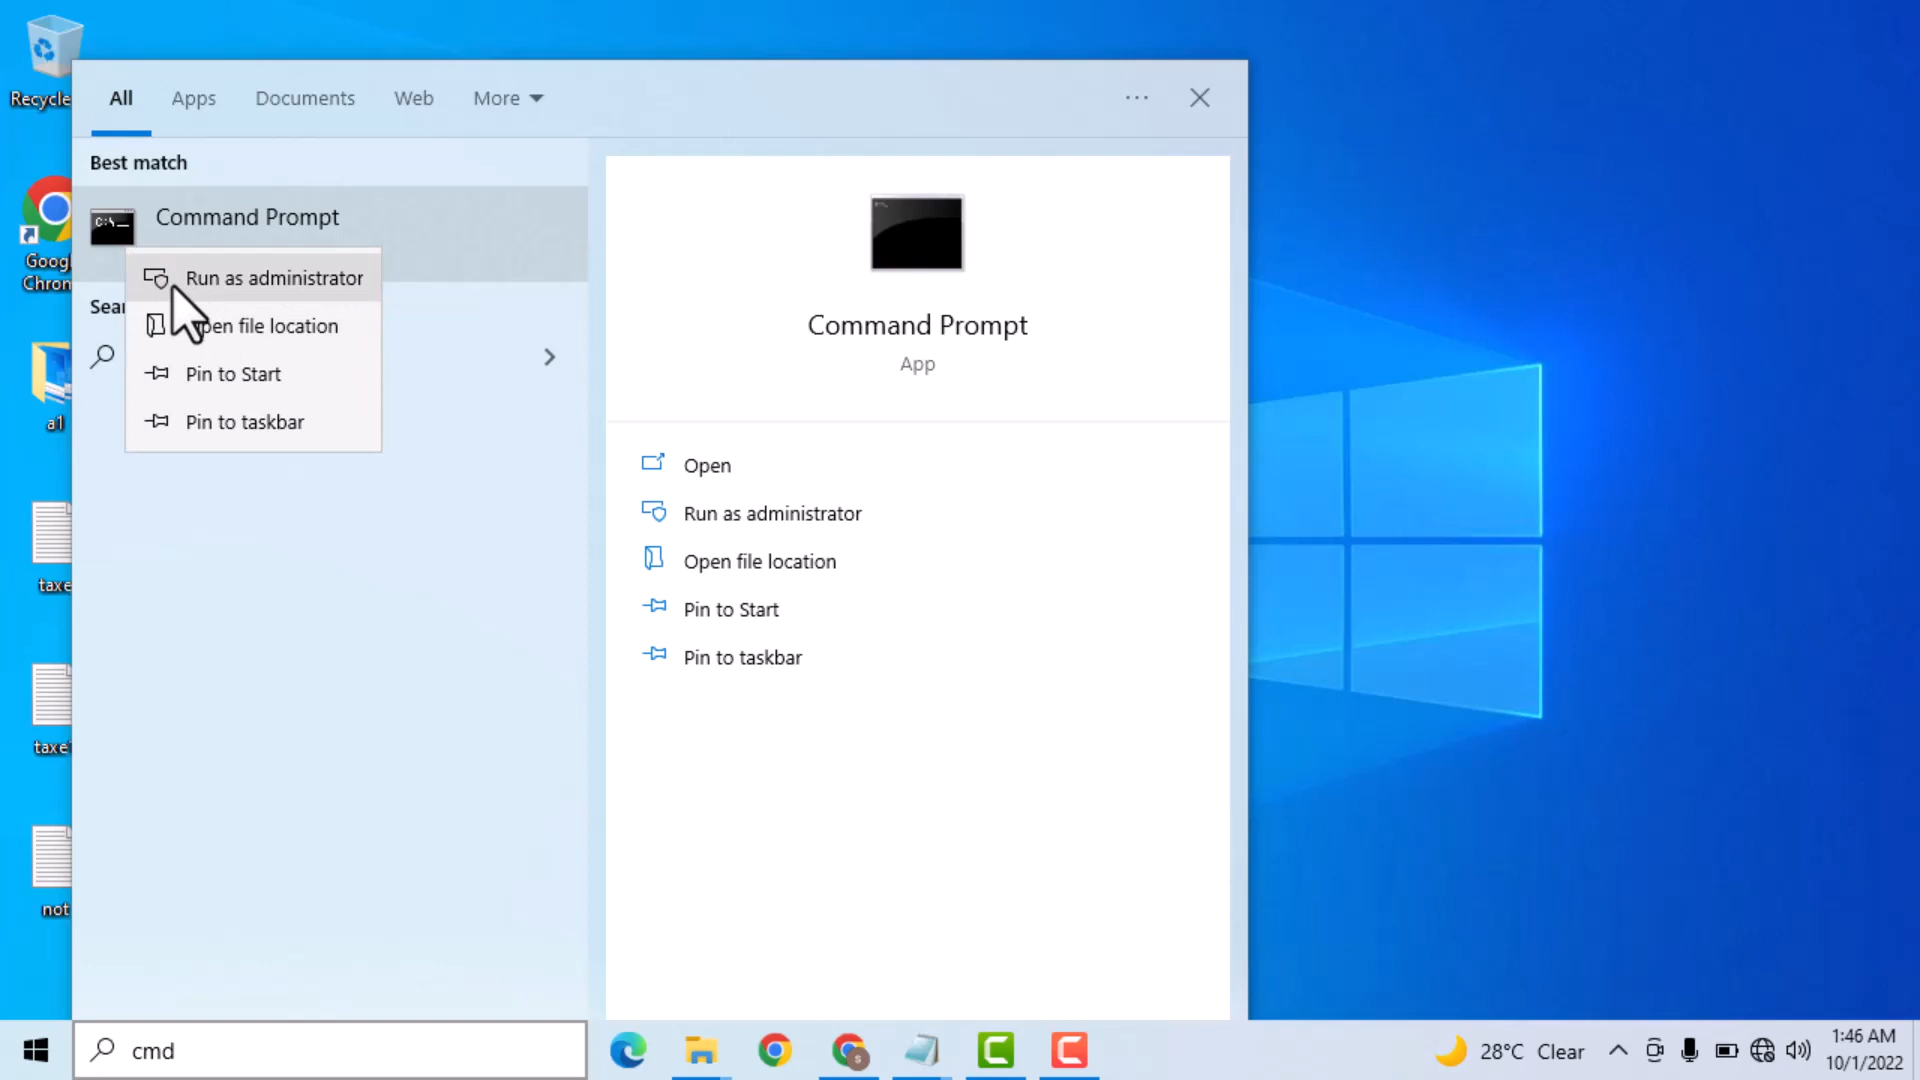 Recycle
Googl
Chrom
a1
taxe
taxe
not
All
Apps
Documents
Web
More
Best match
Command Prompt
Run as administrator
file location
Pin to Start
Pin to taskbar
Sear
Command Prompt
App
Open
Run as administrator
Open file location
Pin to Start
Pin to taskbar
cmd
28°C Clear
1:46 AM
10/1/2022